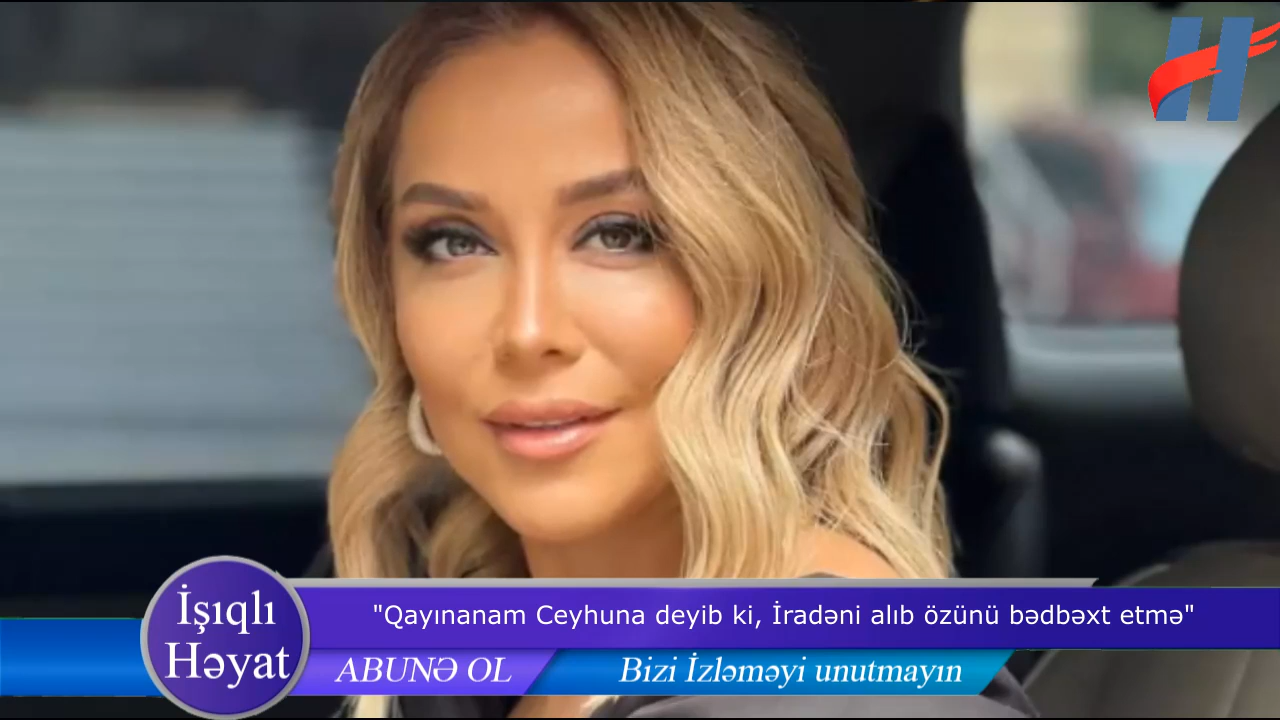 H
"Qayınanam Ceyhuna deyib ki, İradəni alıb özünü bədbəxt etmə"
İşıqlı
Həyat
ABUNƏ OL
Bizi İzləməyi unutmayın